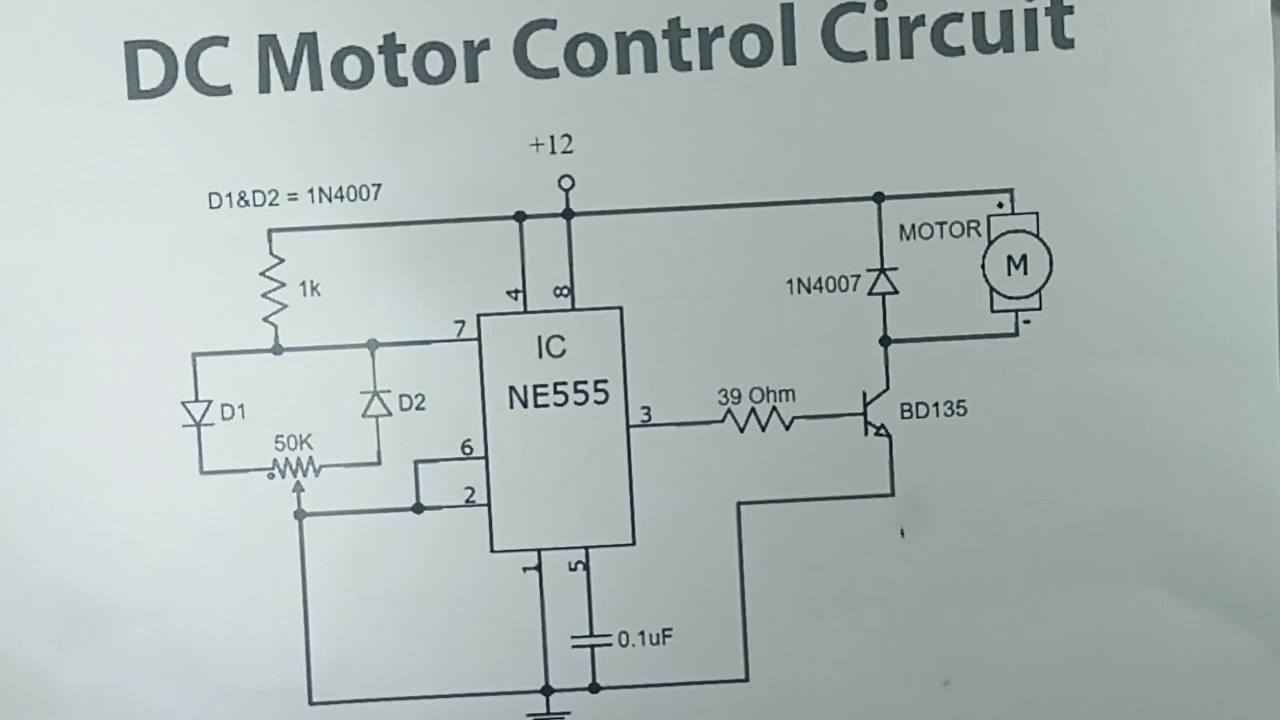 DC Motor Control Circuit
+12
D1&D2 = 1N4007
MOTOR
M
1k
4
8
1N4007
7
IC
NE555
D1
D2
39 Ohm
BD135
3
50K
6
2
1
5
0.1uF